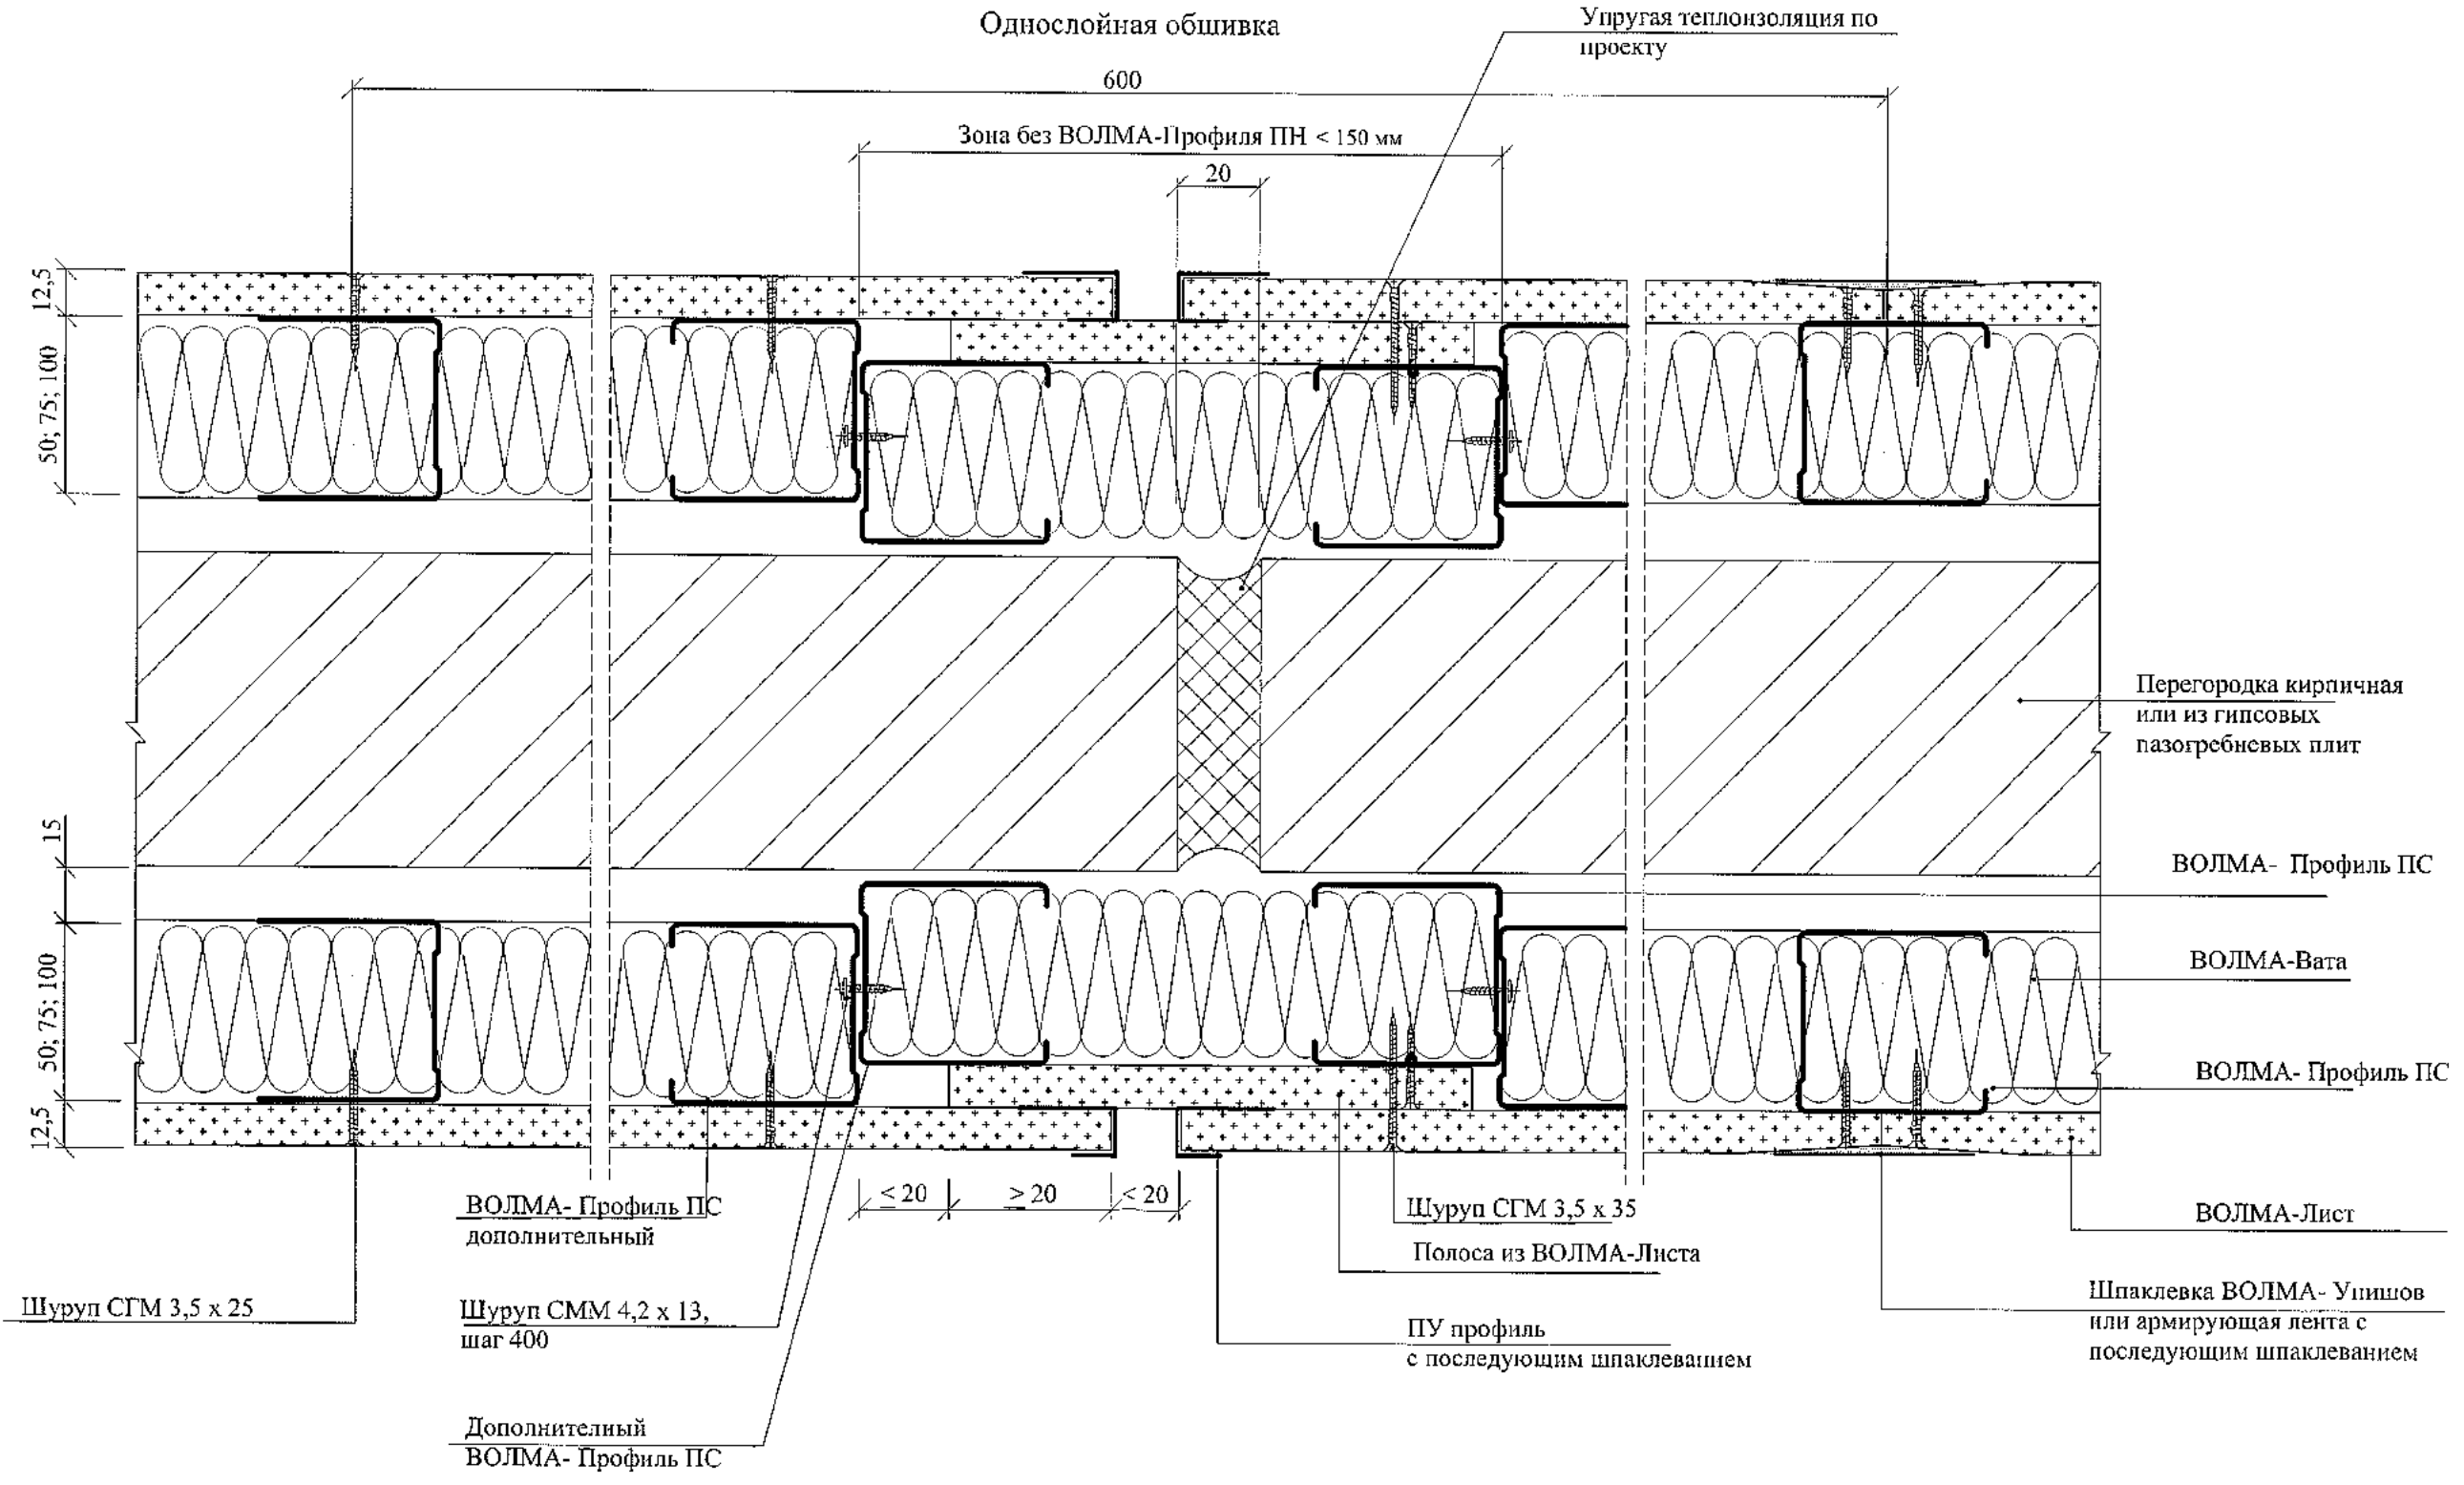 Однослойная обшивка
Упругая теплоизоляция по
проекту
600
Зона без ВОЛМА-Профиля ПН < 150 мм
20
12,5
50; 75; 100
Перегородка кирпичная
или из гипсовых
пазогребневых плит
15
50; 75; 100
12,5
ВОЛМА- Профиль ПС
ВОЛМА-Вата
ВОЛМА- Профиль ПС
ВОЛМА-Лист
Шпаклевка ВОЛМА- Унишов
или армирующая лента с
последующим шпаклеванием
≤ 20
≥ 20
≤ 20
ВОЛМА- Профиль ПС
дополнительный
Шуруп СГМ 3,5 х 35
Полоса из ВОЛМА-Листа
Шуруп СГМ 3,5 х 25
Шуруп СММ 4,2 х 13,
шаг 400
ПУ профиль
с последующим шпаклеванием
Дополнителный
ВОЛМА- Профиль ПС